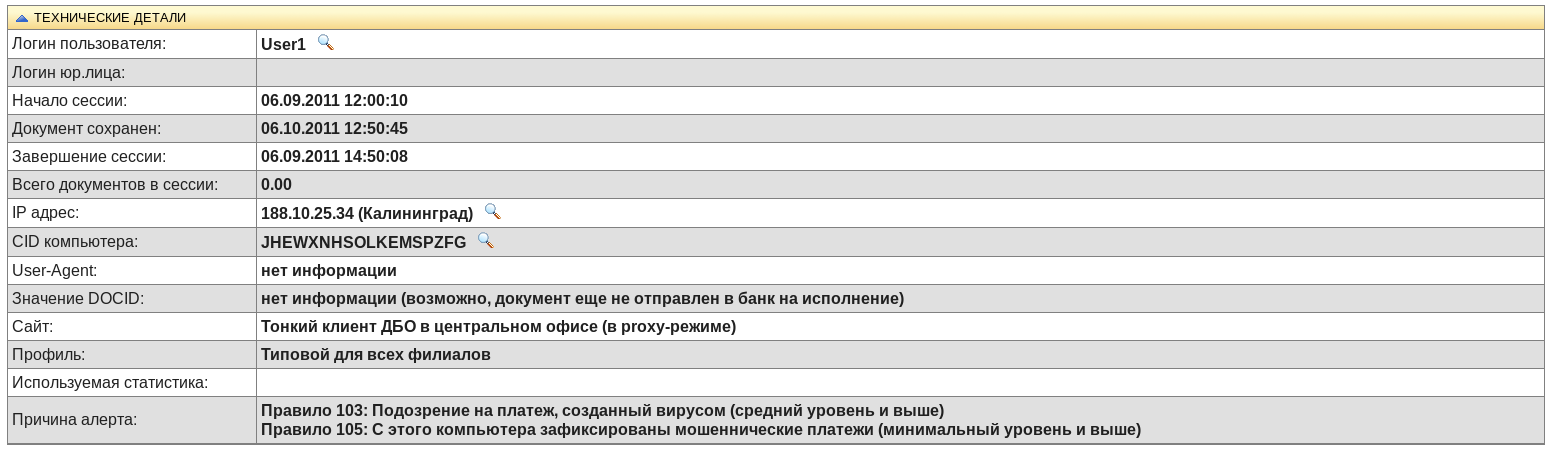 ТЕХНИЧЕСКИЕ ДЕТАЛИ
Логин пользователя: User1
Логин юр.лица:
Начало сессии: 06.09.2011 12:00:10
Документ сохранен: 06.10.2011 12:50:45
Завершение сессии: 06.09.2011 14:50:08
Всего документов в сессии: 0.00
IP адрес: 188.10.25.34 (Калининград)
CID компьютера: JHEWXNHSOLKEMSPZFG
User-Agent: нет информации
Значение DOCID: нет информации (возможно, документ еще не отправлен в банк на исполнение)
Сайт: Тонкий клиент ДБО в центральном офисе (в proxy-режиме)
Профиль: Типовой для всех филиалов
Используемая статистика:
Причина алерта: Правило 103: Подозрение на платеж, созданный вирусом (средний уровень и выше)
Правило 105: С этого компьютера зафиксированы мошеннические платежи (минимальный уровень и выше)